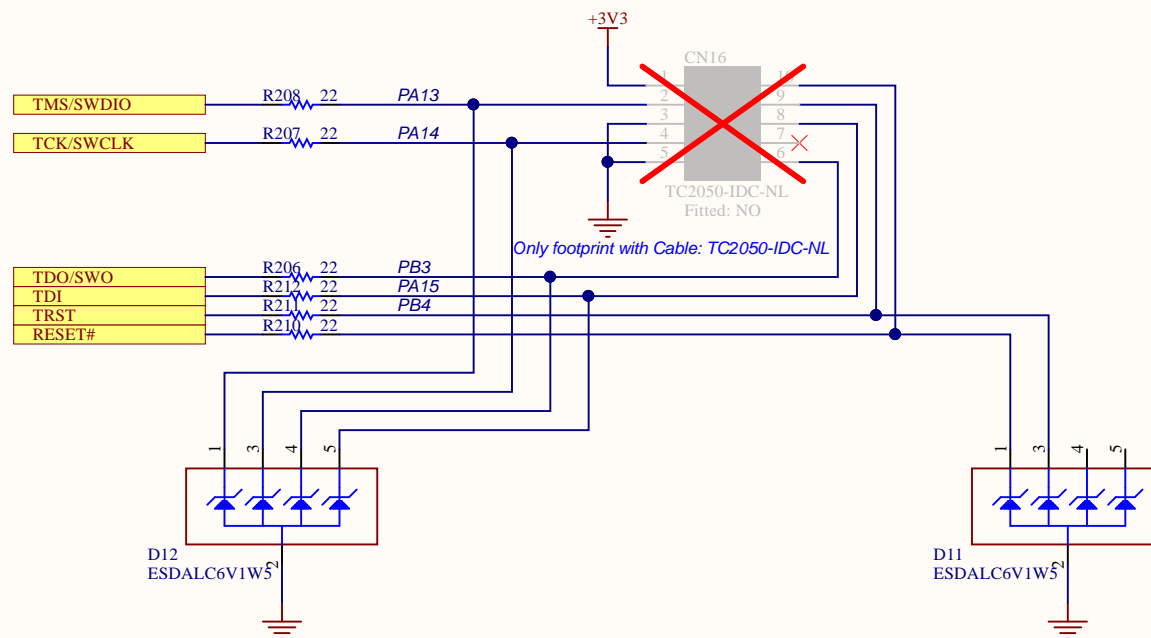 +3V3
CN16
1
10
TMS/SWDIO
R208
22
PA13
2
9
3
8
TCK/SWCLK
R207
22
PA14
4
7
5
6
TC2050-IDC-NL
Fitted: NO
Only footprint with Cable: TC2050-IDC-NL
TDO/SWO
R206
22
PB3
TDI
R212
22
PA15
TRST
R211
22
PB4
RESET#
R210
22
1
3
4
5
1
3
4
5
D12
ESDALC6V1W5
2
D11
ESDALC6V1W5
2